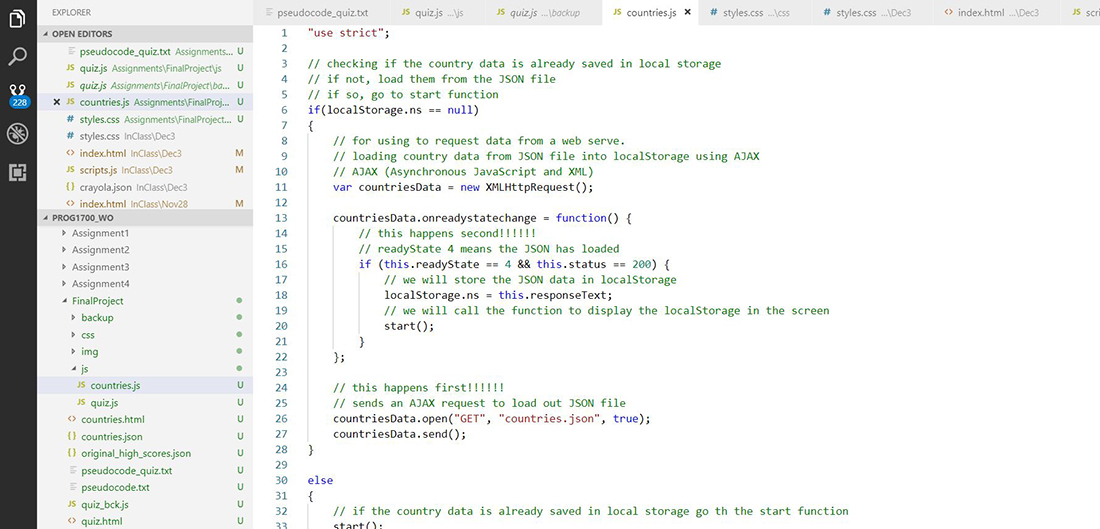 EXPLORER
OPEN EDITORS
pseudocode_quiz.txt Assignments... U
quiz.js Assignments\FinalProject\js U
quiz.js Assignments\FinalProject\ba... U
countries.js Assignments\FinalProj... U
styles.css Assignments\FinalProject... U
styles.css InClass\Dec3
index.html InClass\Dec3 M
scripts.js InClass\Dec3 M
crayola.json InClass\Dec3
index.html InClass\Nov28 M
228
PROG1700_WO
Assignment1
Assignment2
Assignment3
Assignment4
FinalProject
backup
css
img
js
JS countries.js U
JS quiz.js U
<> countries.html U
{} countries.json U
{} original_high_scores.json U
pseudocode_quiz.txt U
pseudocode.txt U
JS quiz_bck.js U
<> quiz.html U
pseudocode_quiz.txt JS quiz.js ...\js JS quiz.js ...\backup JS countries.js × # styles.css ...\css # styles.css ...\Dec3 <> index.html ...\Dec3 JS scri
1 "use strict";
2
3 // checking if the country data is already saved in local storage
4 // if not, load them from the JSON file
5 // if so, go to start function
6 if(localStorage.ns == null)
7 {
8 // for using to request data from a web serve.
9 // loading country data from JSON file into localStorage using AJAX
10 // AJAX (Asynchronous JavaScript and XML)
11 var countriesData = new XMLHttpRequest();
12
13 countriesData.onreadystatechange = function() {
14 // this happens second!!!!!!
15 // readyState 4 means the JSON has loaded
16 if (this.readyState == 4 && this.status == 200) {
17 // we will store the JSON data in localStorage
18 localStorage.ns = this.responseText;
19 // we will call the function to display the localStorage in the screen
20 start();
21 }
22 };
23
24 // this happens first!!!!!!
25 // sends an AJAX request to load out JSON file
26 countriesData.open("GET", "countries.json", true);
27 countriesData.send();
28 }
29
30 else
31 {
32 // if the country data is already saved in local storage go th the start function
33 start();